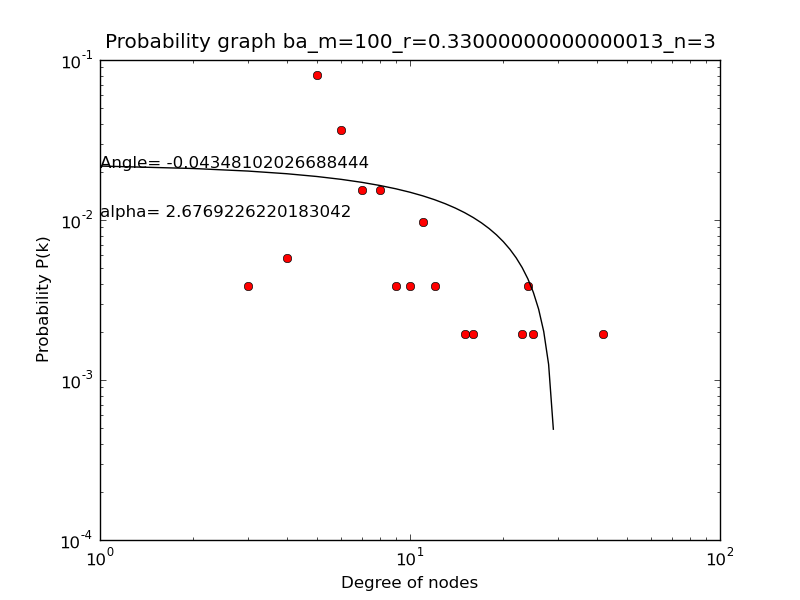 Probability graph ba_m=100_r=0.33000000000000013_n=3
10^-1
Angle= -0.04348102026688444
alpha= 2.6769226220183042
10^-2
Probability P(k)
10^-3
10^-4
10^0 10^1 10^2
Degree of nodes